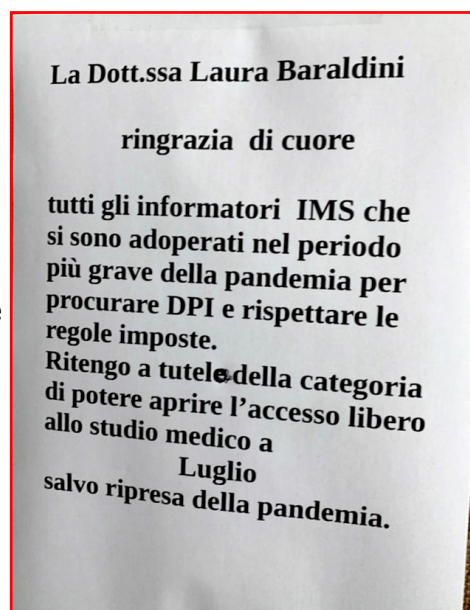 La Dott.ssa Laura Baraldini
ringrazia di cuore
tutti gli informatori IMS che
si sono adoperati nel periodo
più grave della pandemia per
procurare DPI e rispettare le
regole imposte.
Ritengo a tutele della categoria
di potere aprire l'accesso libero
allo studio medico a
Luglio
salvo ripresa della pandemia.